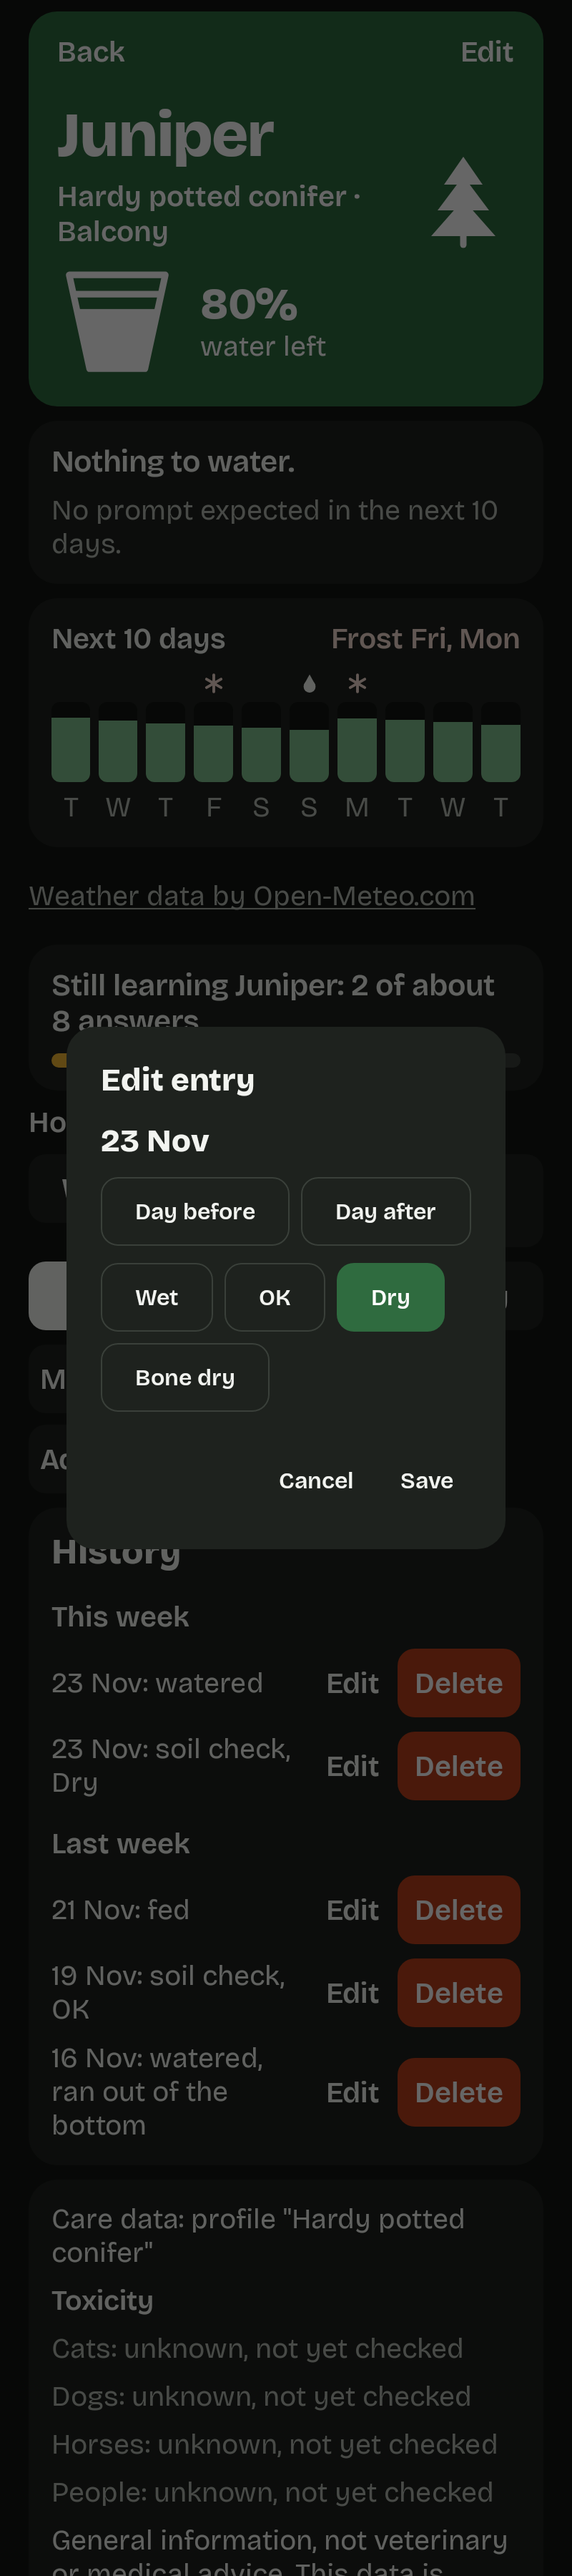 Back
Edit
Juniper
Hardy potted conifer ·
Balcony
80%
water left
Nothing to water.
No prompt expected in the next 10
days.
Next 10 days
Frost Fri, Mon
T W T F S S M T W T
Weather data by Open-Meteo.com
Still learning Juniper: 2 of about
8 answers
Edit entry
23 Nov
Day before
Day after
Wet
OK
Dry
Bone dry
Cancel
Save
History
This week
23 Nov: watered
Edit
Delete
23 Nov: soil check,
Dry
Edit
Delete
Last week
21 Nov: fed
Edit
Delete
19 Nov: soil check,
OK
Edit
Delete
16 Nov: watered,
ran out of the
bottom
Edit
Delete
Care data: profile "Hardy potted
conifer"
Toxicity
Cats: unknown, not yet checked
Dogs: unknown, not yet checked
Horses: unknown, not yet checked
People: unknown, not yet checked
General information, not veterinary
or medical advice. This data is